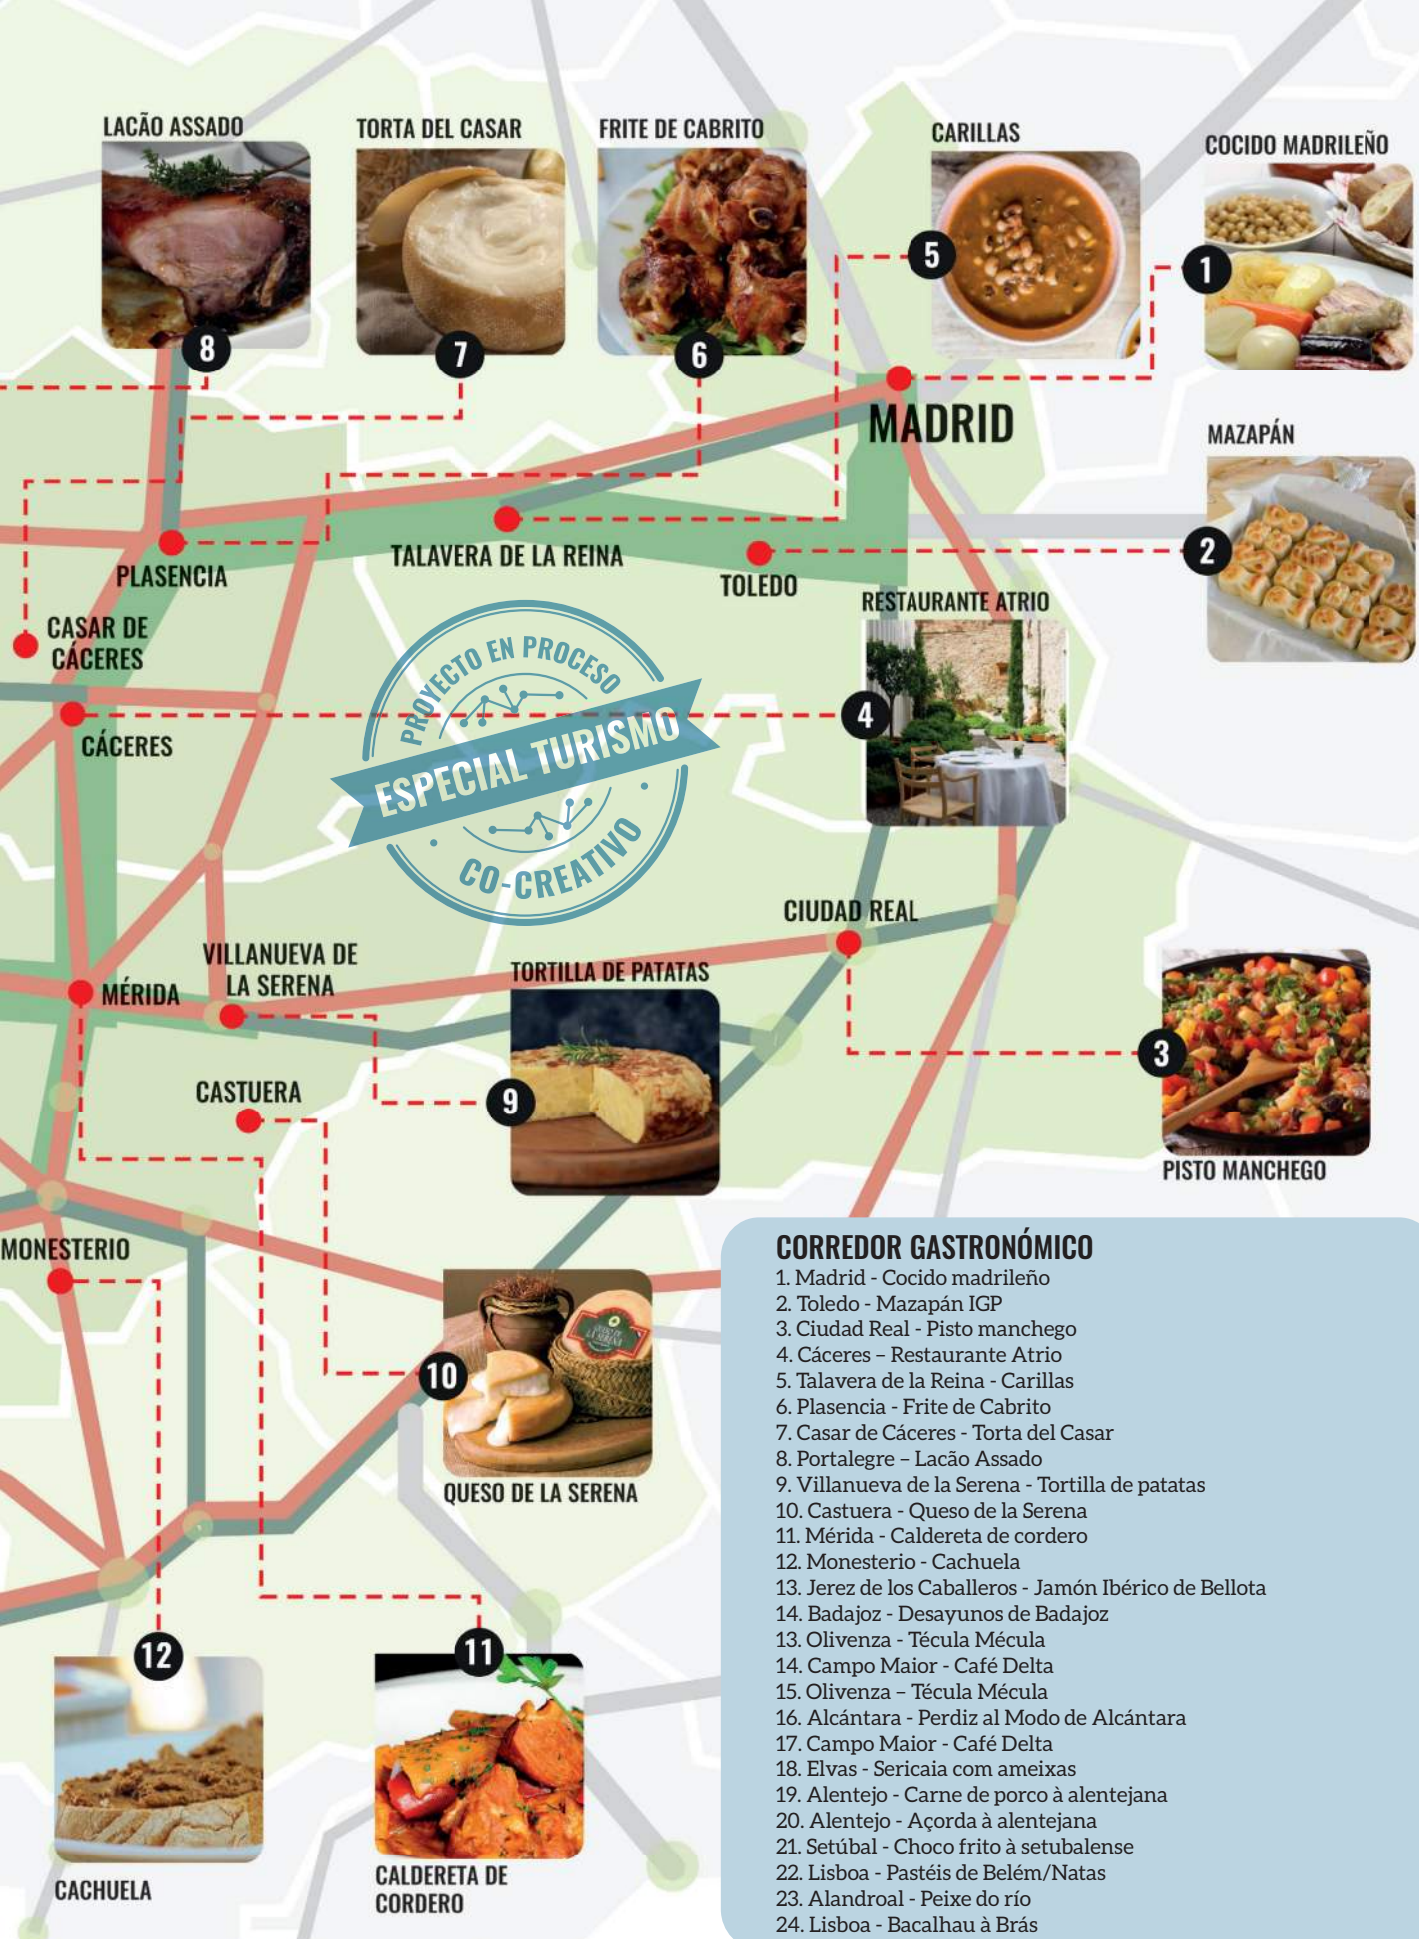 LACÃO ASSADO
TORTA DEL CASAR
FRITE DE CABRITO
CARILLAS
COCIDO MADRILEÑO
8
7
6
5
1
MADRID
MAZAPÁN
2
PLASENCIA
TALAVERA DE LA REINA
TOLEDO
CASAR DE
CÁCERES
RESTAURANTE ATRIO
4
CÁCERES
PROYECTO EN PROCESO
ESPECIAL TURISMO
CO-CREATIVO
CIUDAD REAL
VILLANUEVA DE
LA SERENA
MÉRIDA
TORTILLA DE PATATAS
9
3
PISTO MANCHEGO
CASTUERA
MONESTERIO
10
QUESO DE
LA SERENA
QUESO DE LA SERENA
12
11
CACHUELA
CALDERETA DE
CORDERO
CORREDOR GASTRONÓMICO
1. Madrid - Cocido madrileño
2. Toledo - Mazapán IGP
3. Ciudad Real - Pisto manchego
4. Cáceres – Restaurante Atrio
5. Talavera de la Reina - Carillas
6. Plasencia - Frite de Cabrito
7. Casar de Cáceres - Torta del Casar
8. Portalegre – Lacão Assado
9. Villanueva de la Serena - Tortilla de patatas
10. Castuera - Queso de la Serena
11. Mérida - Caldereta de cordero
12. Monesterio - Cachuela
13. Jerez de los Caballeros - Jamón Ibérico de Bellota
14. Badajoz - Desayunos de Badajoz
13. Olivenza - Técula Mécula
14. Campo Maior - Café Delta
15. Olivenza – Técula Mécula
16. Alcántara - Perdiz al Modo de Alcántara
17. Campo Maior - Café Delta
18. Elvas - Sericaia com ameixas
19. Alentejo - Carne de porco à alentejana
20. Alentejo - Açorda à alentejana
21. Setúbal - Choco frito à setubalense
22. Lisboa - Pastéis de Belém/Natas
23. Alandroal - Peixe do río
24. Lisboa - Bacalhau à Brás